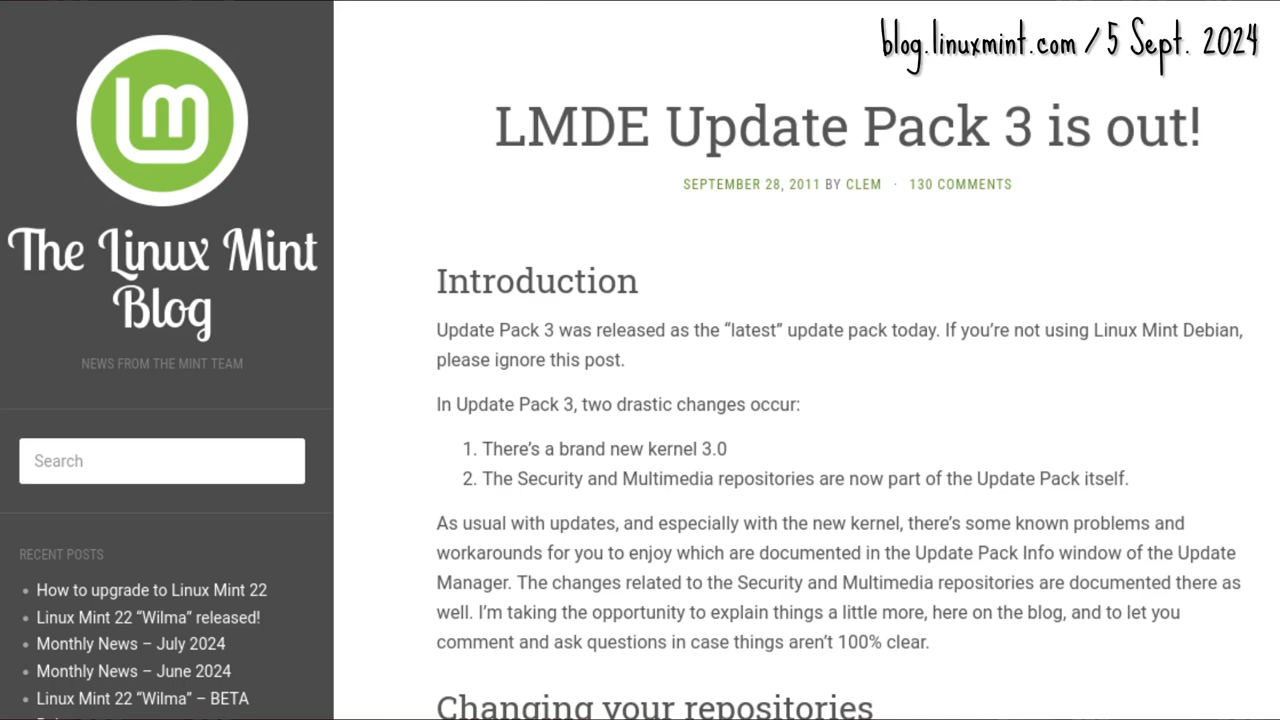 blog.linuxmint.com / 5 Sept. 2024
lm
The Linux Mint
Blog
NEWS FROM THE MINT TEAM
Search
RECENT POSTS
• How to upgrade to Linux Mint 22
• Linux Mint 22 “Wilma” released!
• Monthly News – July 2024
• Monthly News – June 2024
• Linux Mint 22 “Wilma” – BETA
LMDE Update Pack 3 is out!
SEPTEMBER 28, 2011 BY CLEM · 130 COMMENTS
Introduction
Update Pack 3 was released as the “latest” update pack today. If you’re not using Linux Mint Debian,
please ignore this post.
In Update Pack 3, two drastic changes occur:
1. There’s a brand new kernel 3.0
2. The Security and Multimedia repositories are now part of the Update Pack itself.
As usual with updates, and especially with the new kernel, there’s some known problems and
workarounds for you to enjoy which are documented in the Update Pack Info window of the Update
Manager. The changes related to the Security and Multimedia repositories are documented there as
well. I’m taking the opportunity to explain things a little more, here on the blog, and to let you
comment and ask questions in case things aren’t 100% clear.
Changing your repositories